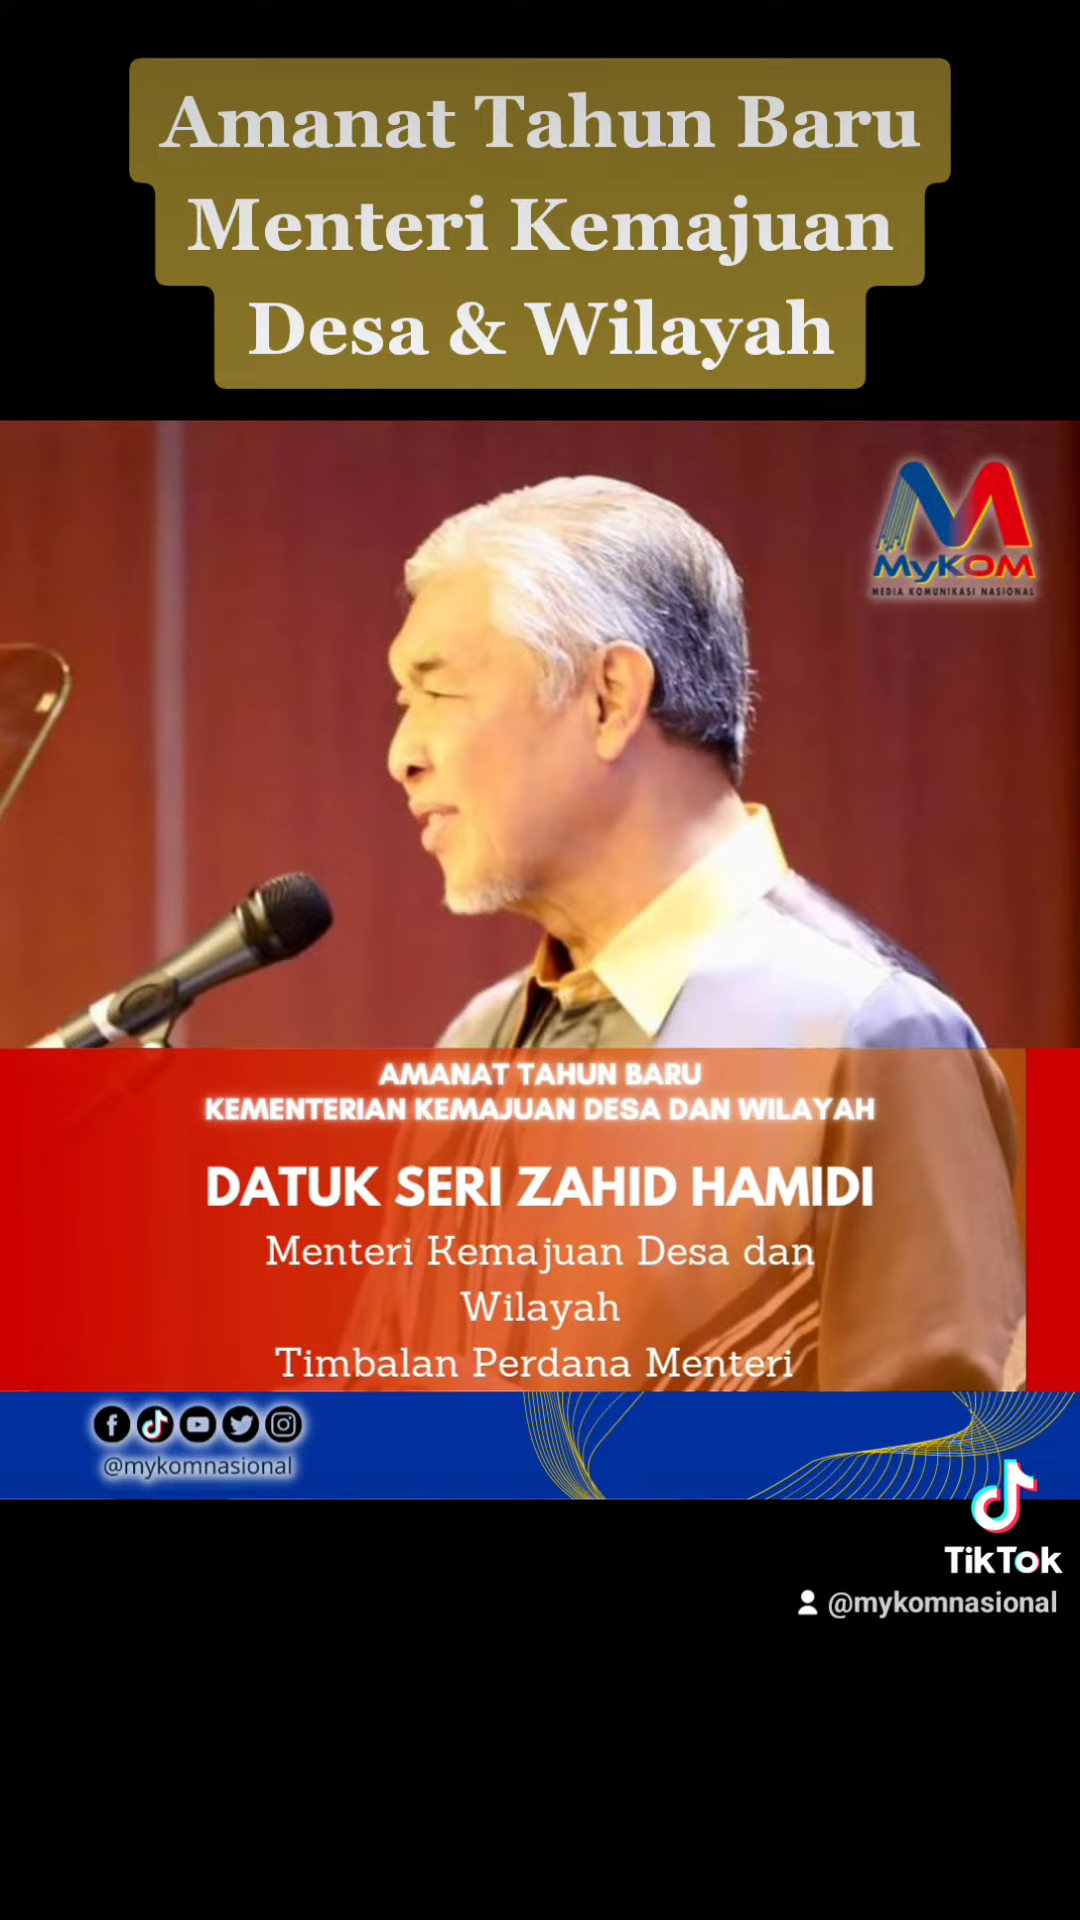 Amanat Tahun Baru
Menteri Kemajuan
Desa & Wilayah
MyKOM
MEDIA KOMUNIKASI NASIONAL
AMANAT TAHUN BARU
KEMENTERIAN KEMAJUAN DESA DAN WILAYAH
DATUK SERI ZAHID HAMIDI
Menteri Kemajuan Desa dan
Wilayah
Timbalan Perdana Menteri
@mykomnasional
TikTok
@mykomnasional